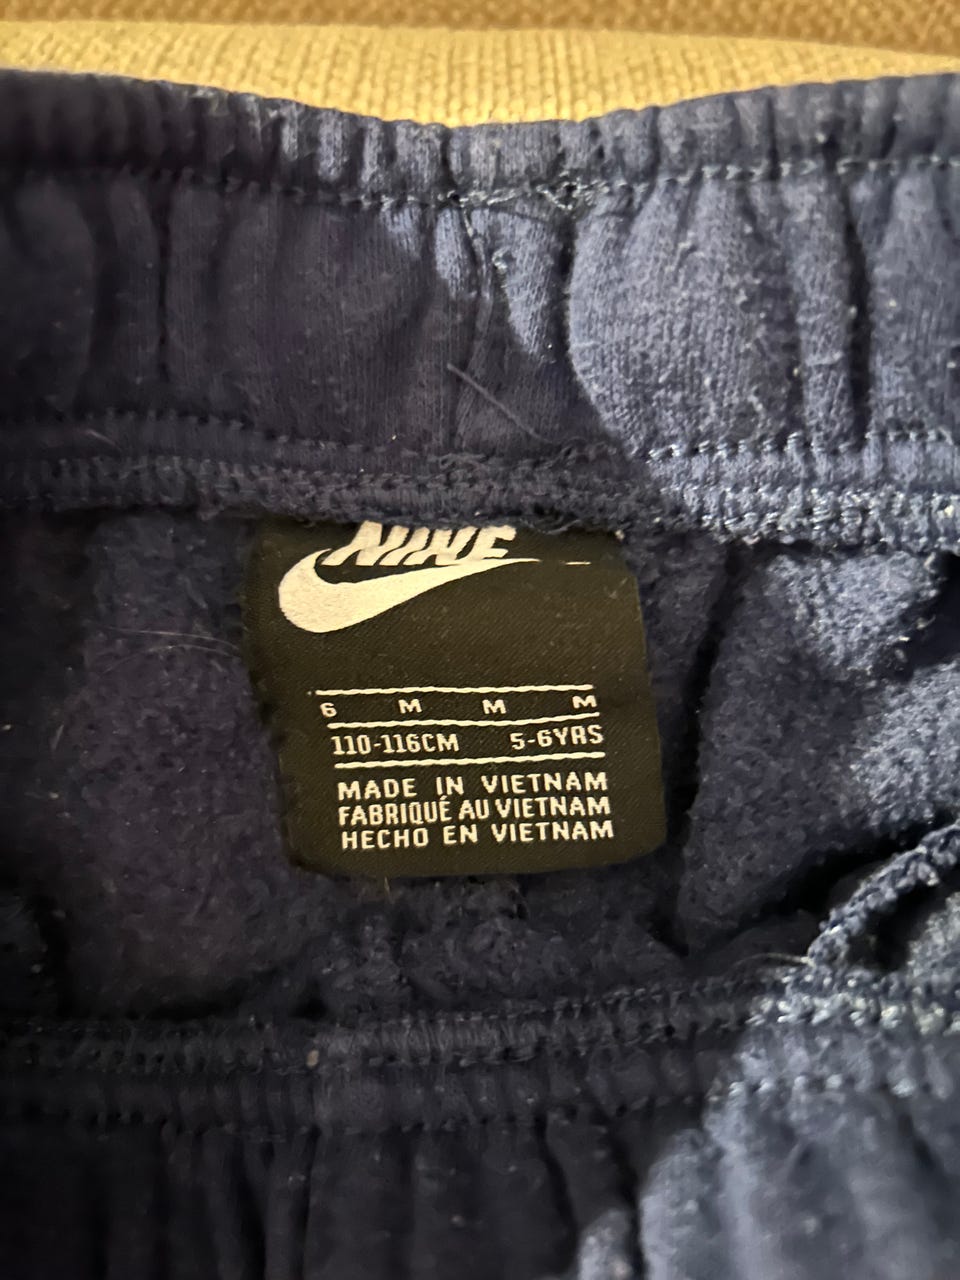 NIKE
6 M M M
110-116CM 5-6YRS
MADE IN VIETNAM
FABRIQUÉ AU VIETNAM
HECHO EN VIETNAM